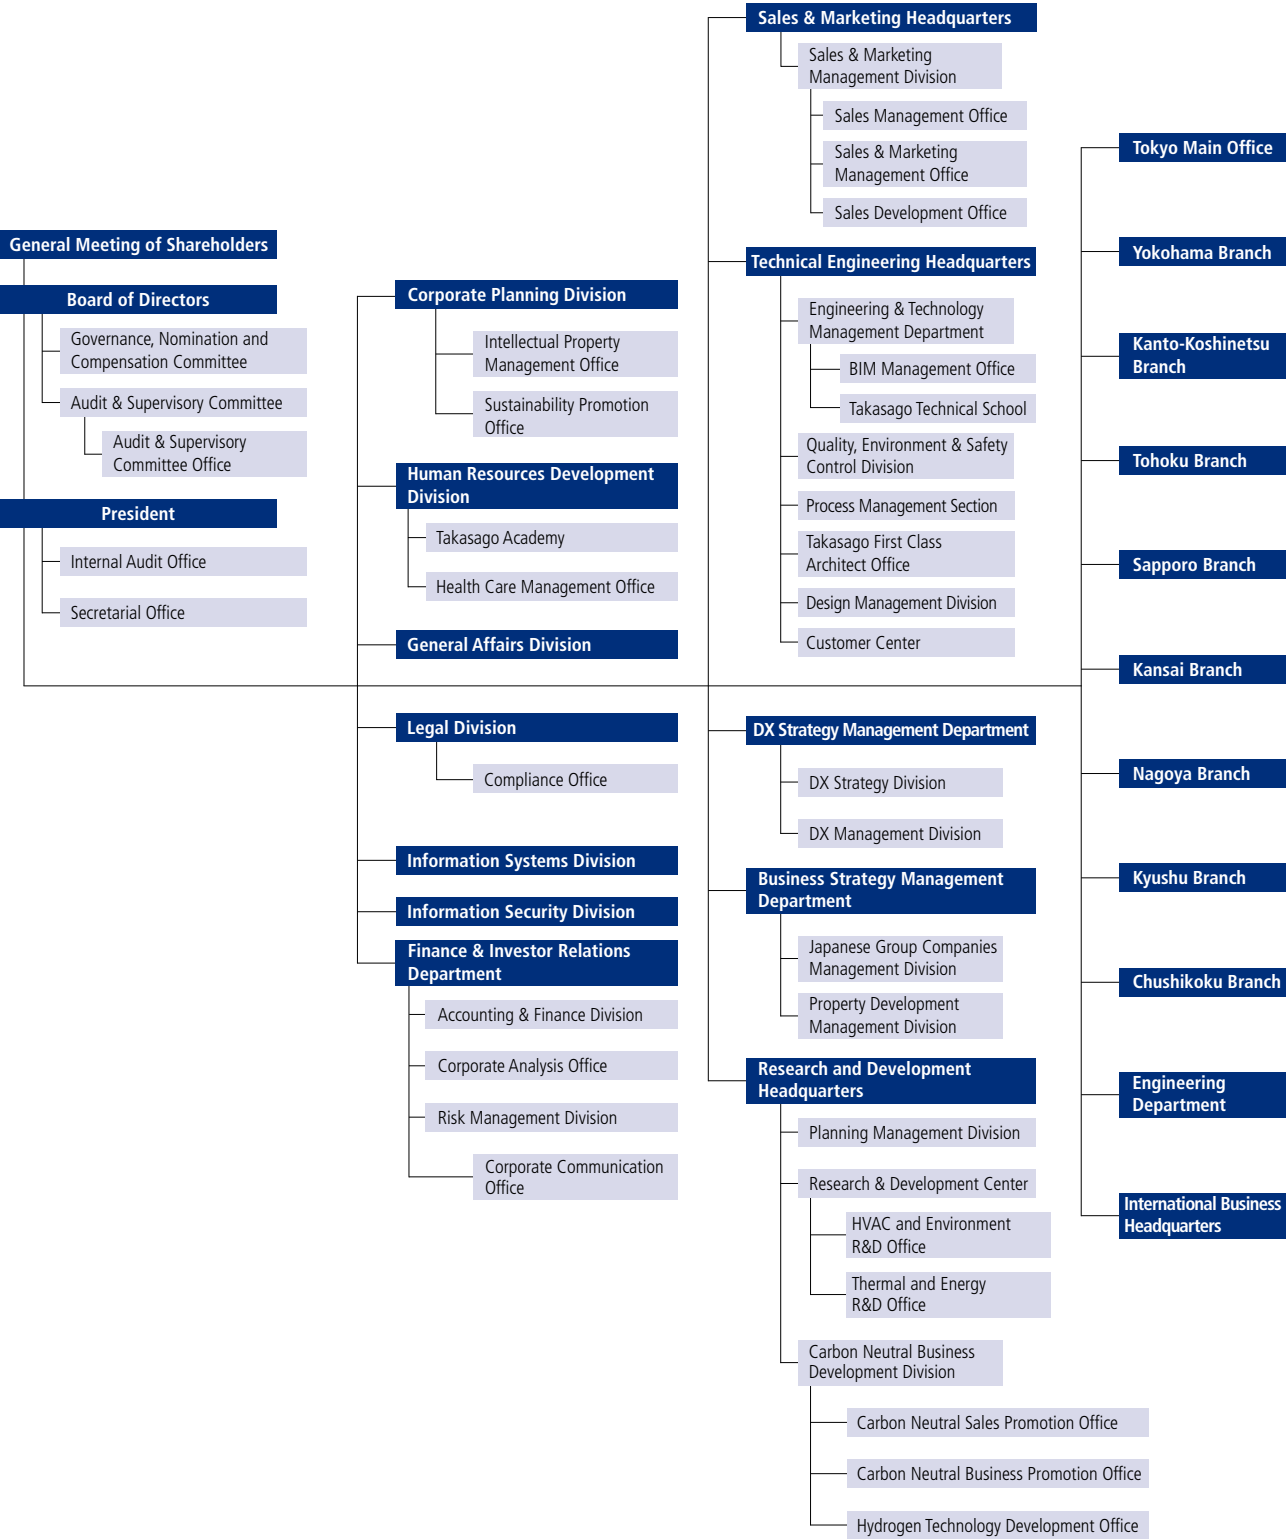 General Meeting of Shareholders
Board of Directors
Governance, Nomination and
Compensation Committee
Audit & Supervisory Committee
Audit & Supervisory
Committee Office
President
Internal Audit Office
Secretarial Office
Corporate Planning Division
Intellectual Property
Management Office
Sustainability Promotion
Office
Human Resources Development
Division
Takasago Academy
Health Care Management Office
General Affairs Division
Legal Division
Compliance Office
Information Systems Division
Information Security Division
Finance & Investor Relations
Department
Accounting & Finance Division
Corporate Analysis Office
Risk Management Division
Corporate Communication
Office
Sales & Marketing Headquarters
Sales & Marketing
Management Division
Sales Management Office
Sales & Marketing
Management Office
Sales Development Office
Technical Engineering Headquarters
Engineering & Technology
Management Department
BIM Management Office
Takasago Technical School
Quality, Environment & Safety
Control Division
Process Management Section
Takasago First Class
Architect Office
Design Management Division
Customer Center
DX Strategy Management Department
DX Strategy Division
DX Management Division
Business Strategy Management
Department
Japanese Group Companies
Management Division
Property Development
Management Division
Research and Development
Headquarters
Planning Management Division
Research & Development Center
HVAC and Environment
R&D Office
Thermal and Energy
R&D Office
Carbon Neutral Business
Development Division
Carbon Neutral Sales Promotion Office
Carbon Neutral Business Promotion Office
Hydrogen Technology Development Office
Tokyo Main Office
Yokohama Branch
Kanto-Koshinetsu
Branch
Tohoku Branch
Sapporo Branch
Kansai Branch
Nagoya Branch
Kyushu Branch
Chushikoku Branch
Engineering
Department
International Business
Headquarters